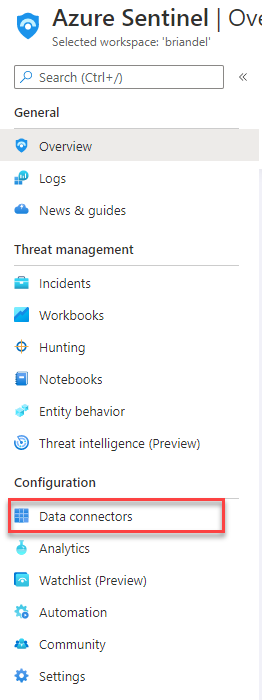 Azure Sentinel | Ove
Selected workspace: 'briandel'
Search (Ctrl+/)
«
General
Overview
Logs
News & guides
Threat management
Incidents
Workbooks
Hunting
Notebooks
Entity behavior
Threat intelligence (Preview)
Configuration
Data connectors
Analytics
Watchlist (Preview)
Automation
Community
Settings